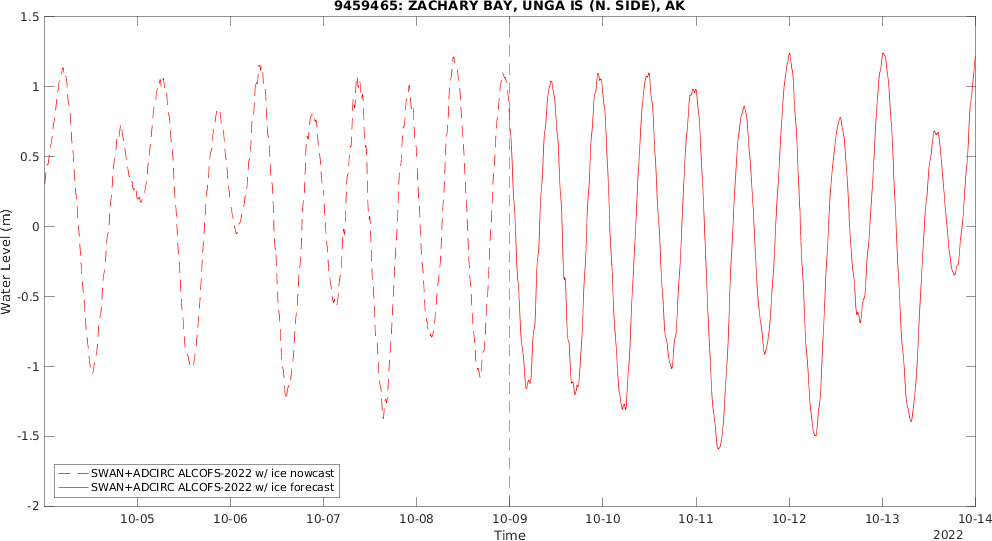 9459465: ZACHARY BAY, UNGA IS (N. SIDE), AK
1.5
1
0.5
0
-0.5
-1
-1.5
-2
Water Level (m)
SWAN+ADCIRC ALCOFS-2022 w/ ice nowcast
SWAN+ADCIRC ALCOFS-2022 w/ ice forecast
10-05 10-06 10-07 10-08 10-09 10-10 10-11 10-12 10-13 10-14
Time
2022